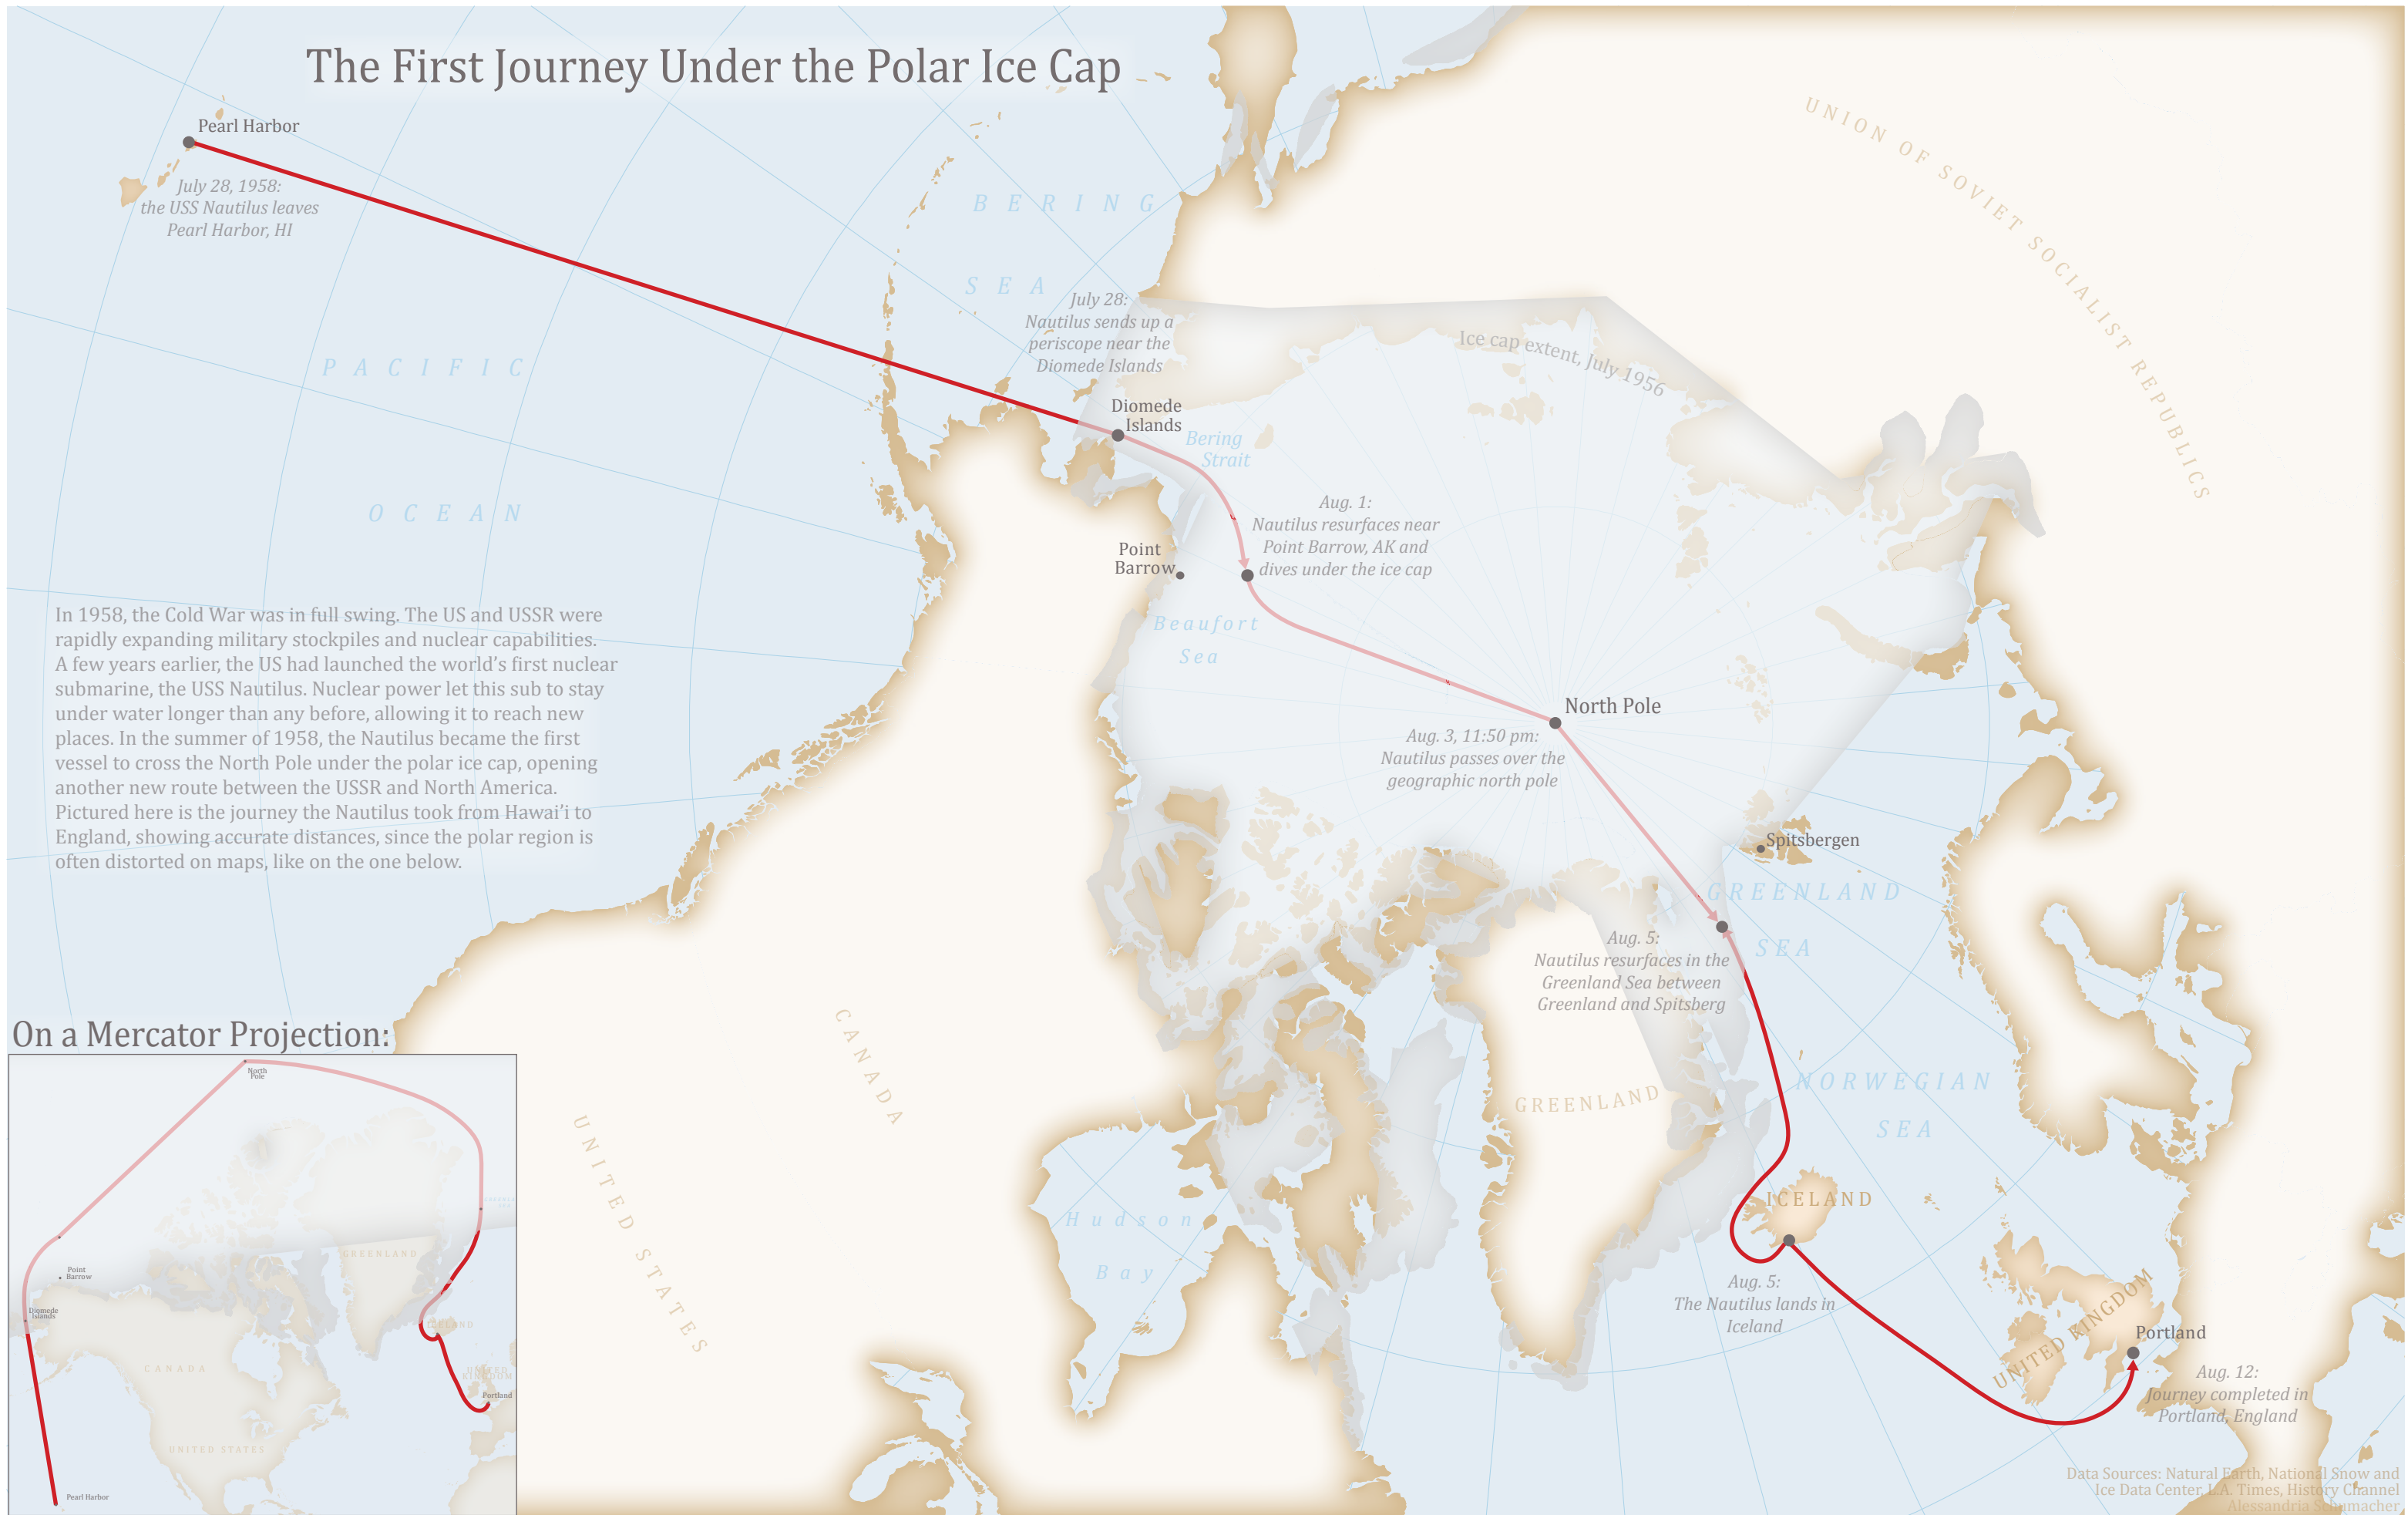 The First Journey Under the Polar Ice Cap
Pearl Harbor
July 28, 1958:
the USS Nautilus leaves
Pearl Harbor, HI
BERING
SEA
UNION OF SOVIET SOCIALIST REPUBLICS
PACIFIC
OCEAN
July 28:
Nautilus sends up a
periscope near the
Diomede Islands
Diomede
Islands
Bering
Strait
Ice cap extent, July 1956
Aug. 1:
Nautilus resurfaces near
Point Barrow, AK and
dives under the ice cap
Point
Barrow
Beaufort
Sea
In 1958, the Cold War was in full swing. The US and USSR were
rapidly expanding military stockpiles and nuclear capabilities.
A few years earlier, the US had launched the world's first nuclear
submarine, the USS Nautilus. Nuclear power let this sub to stay
under water longer than any before, allowing it to reach new
places. In the summer of 1958, the Nautilus became the first
vessel to cross the North Pole under the polar ice cap, opening
another new route between the USSR and North America.
Pictured here is the journey the Nautilus took from Hawai'i to
England, showing accurate distances, since the polar region is
often distorted on maps, like on the one below.
North Pole
Aug. 3, 11:50 pm:
Nautilus passes over the
geographic north pole
Spitsbergen
GREENLAND
SEA
Aug. 5:
Nautilus resurfaces in the
Greenland Sea between
Greenland and Spitsberg
CANADA
UNITED STATES
GREENLAND
NORWEGIAN
SEA
Hudson
Bay
ICELAND
Aug. 5:
The Nautilus lands in
Iceland
UNITED KINGDOM
Portland
Aug. 12:
Journey completed in
Portland, England
On a Mercator Projection:
North
Pole
GREENLAND
Point
Barrow
Diomede
Islands
ICELAND
CANADA
UNITED
KINGDOM
Portland
UNITED STATES
Pearl Harbor
Data Sources: Natural Earth, National Snow and
Ice Data Center, L.A. Times, History Channel
Alessandria Schumacher